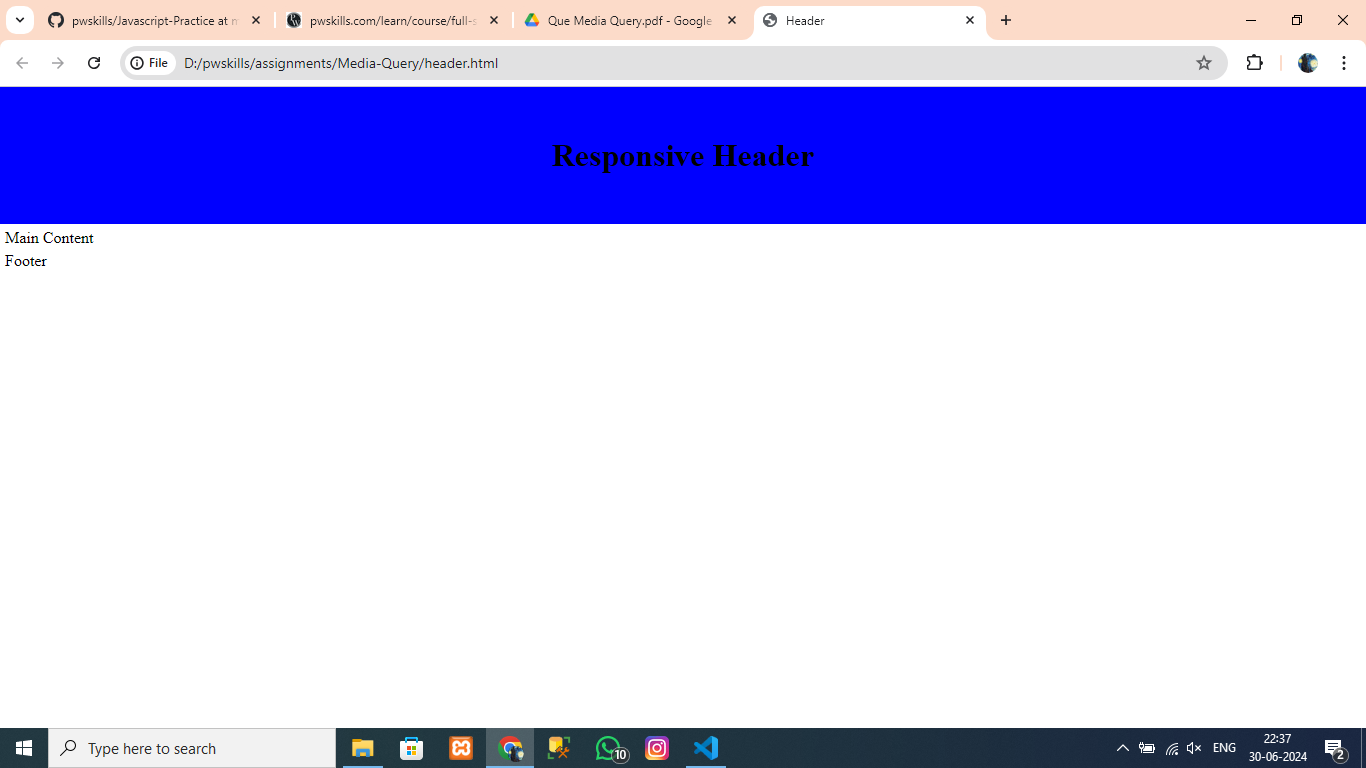 pwskills/Javascript-Practice at m
pwskills.com/learn/course/full-s
Que Media Query.pdf - Google
Header
File
D:/pwskills/assignments/Media-Query/header.html
Responsive Header
Main Content
Footer
Type here to search
10
ENG
22:37
30-06-2024
2